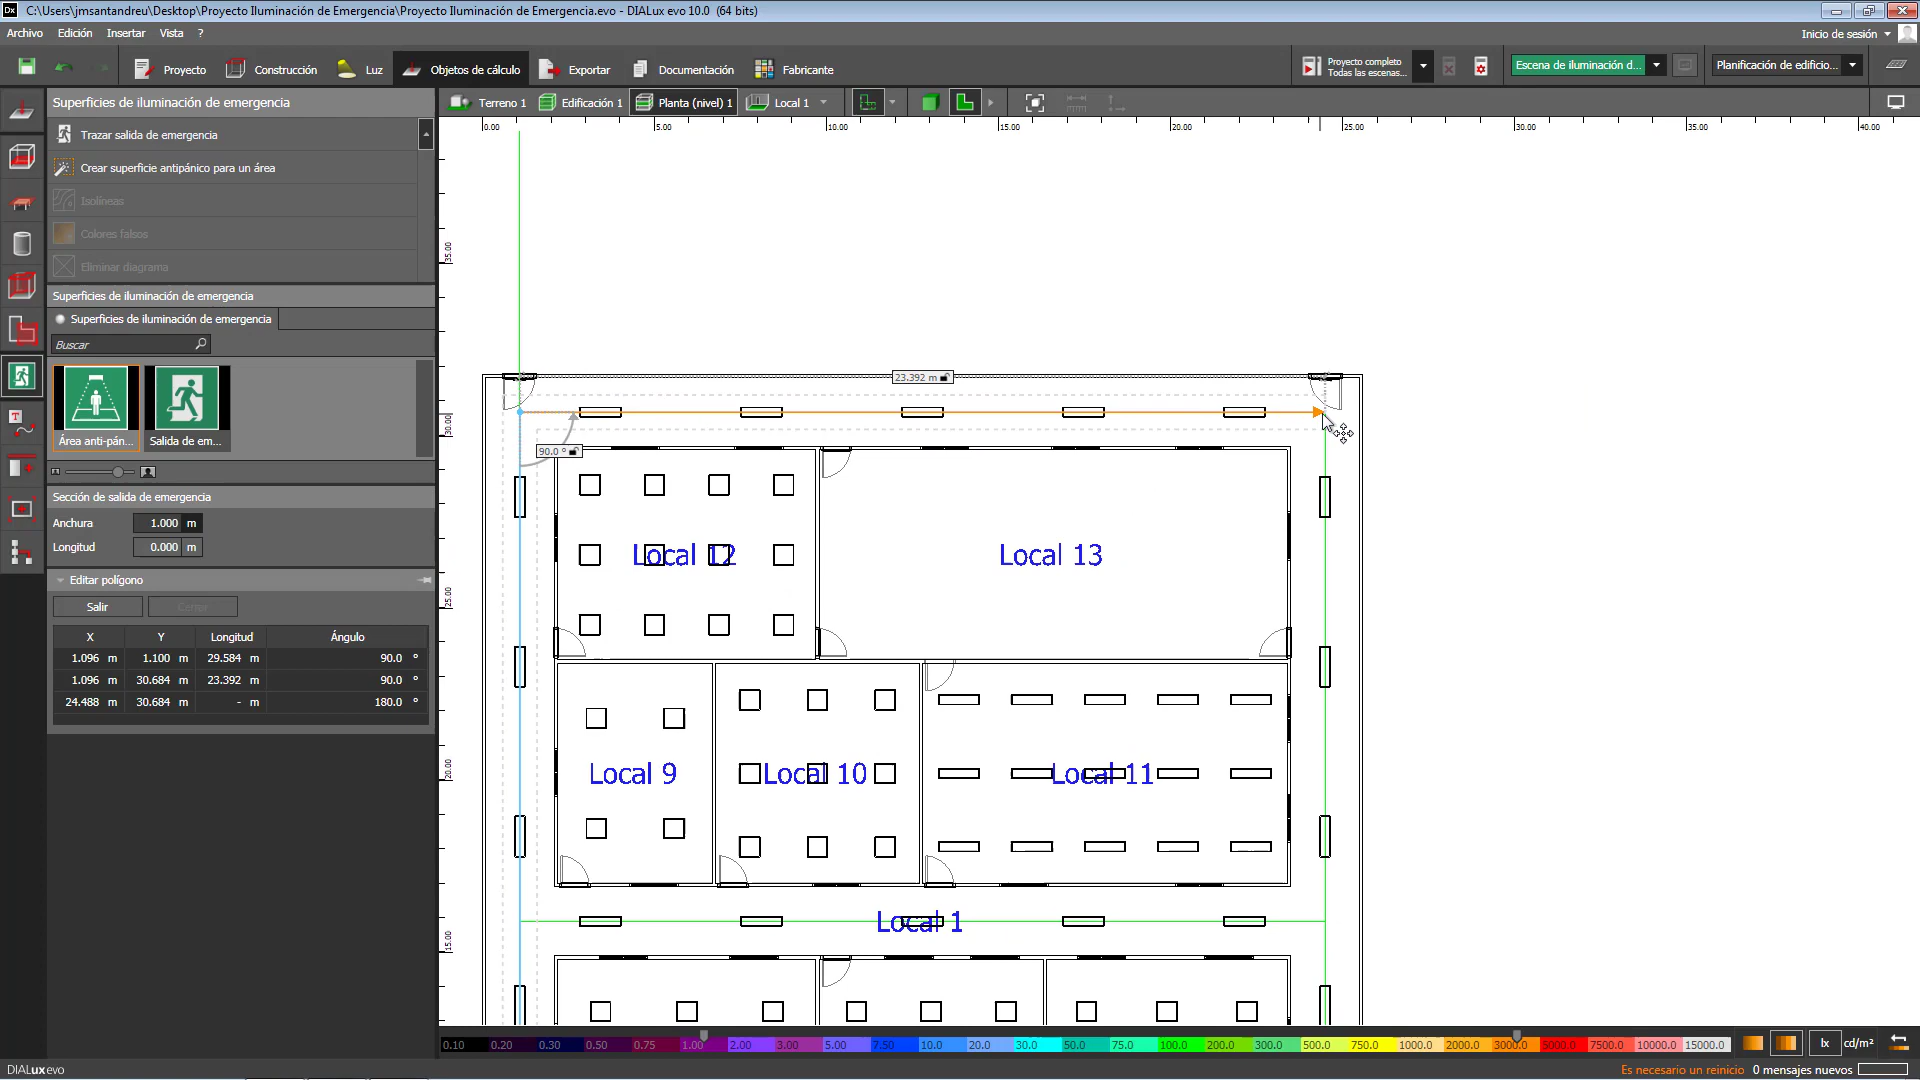 C:\Users\jmsantandreu\Desktop\Proyecto Iluminación de Emergencia\Proyecto Iluminación de Emergencia.evo - DIALux evo 10.0 (64 bits)
Archivo Edición Insertar Vista ?
Inicio de sesión
Proyecto Construcción Luz Objetos de cálculo Exportar Documentación Fabricante
Proyecto completo
Todas las escenas...
Escena de iluminación d...
Planificación de edificio...
Superficies de iluminación de emergencia
Terreno 1 Edificación 1 Planta (nivel) 1 Local 1
Trazar salida de emergencia
Crear superficie antipánico para un área
Isolíneas
Colores falsos
Eliminar diagrama
Superficies de iluminación de emergencia
Superficies de iluminación de emergencia
Buscar
Área anti-pán... Salida de em...
Sección de salida de emergencia
Anchura 1.000 m
Longitud 0.000 m
Editar polígono
Salir Cerrar
X Y Longitud Ángulo
1.096 m 1.100 m 29.584 m 90.0 °
1.096 m 30.684 m 23.392 m 90.0 °
24.488 m 30.684 m - m 180.0 °
0.00 5.00 10.00 15.00 20.00 25.00 30.00 35.00 40.00
35.00
30.00
25.00
20.00
15.00
23.392 m
90.0 °
Local 12
Local 13
Local 9
Local 10
Local 11
Local 1
0.10 0.20 0.30 0.50 0.75 1.00 2.00 3.00 5.00 7.50 10.0 20.0 30.0 50.0 75.0 100.0 200.0 300.0 500.0 750.0 1000.0 2000.0 3000.0 5000.0 7500.0 10000.0 15000.0
lx cd/m²
DIALux evo
Es necesario un reinicio 0 mensajes nuevos